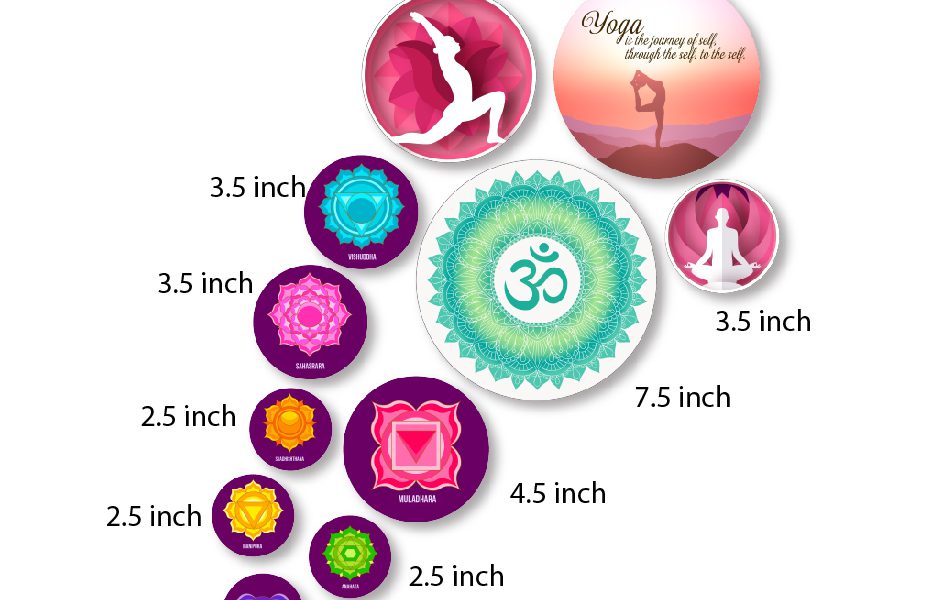 Yoga
is the journey of self,
through the self, to the self.
3.5 inch
VISHUDDHA
3.5 inch
SAHASRARA
3.5 inch
ॐ
7.5 inch
2.5 inch
MULADHARA
4.5 inch
2.5 inch
ANAHATA
2.5 inch